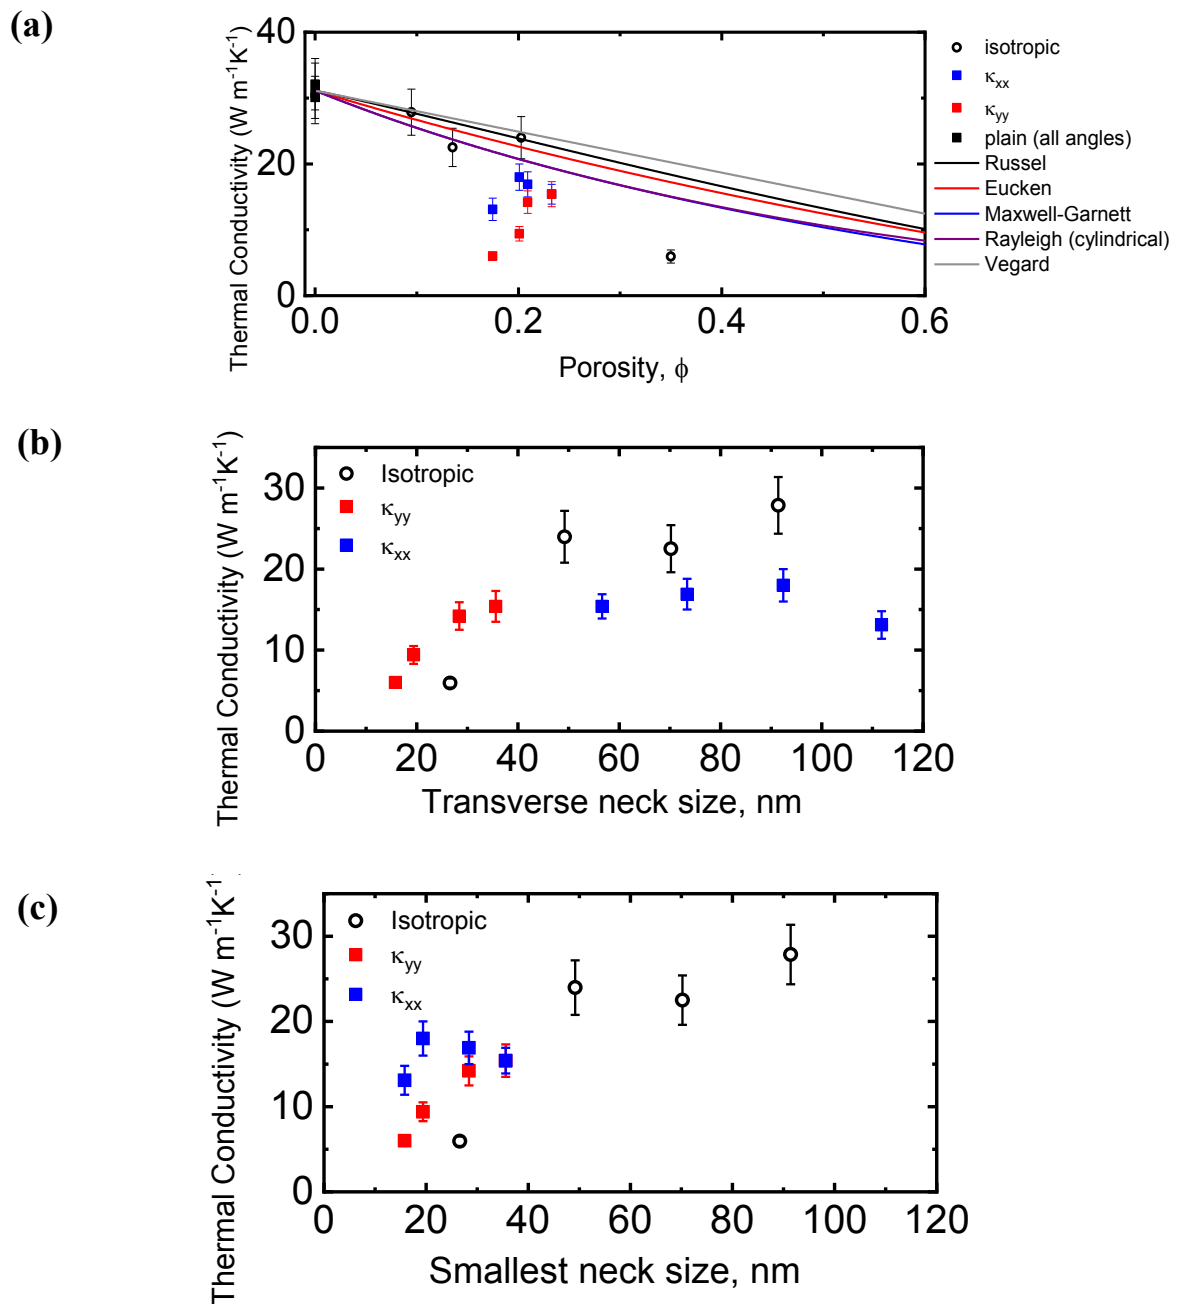 (a)
Thermal Conductivity (W m⁻¹K⁻¹)
40
20
0
0.0 0.2 0.4 0.6
Porosity, ϕ
isotropic
κxx
κyy
plain (all angles)
Russel
Eucken
Maxwell-Garnett
Rayleigh (cylindrical)
Vegard
(b)
Thermal Conductivity (W m⁻¹K⁻¹)
30
20
10
0
Isotropic
κyy
κxx
0 20 40 60 80 100 120
Transverse neck size, nm
(c)
Thermal Conductivity (W m⁻¹K⁻¹)
30
20
10
0
Isotropic
κyy
κxx
0 20 40 60 80 100 120
Smallest neck size, nm